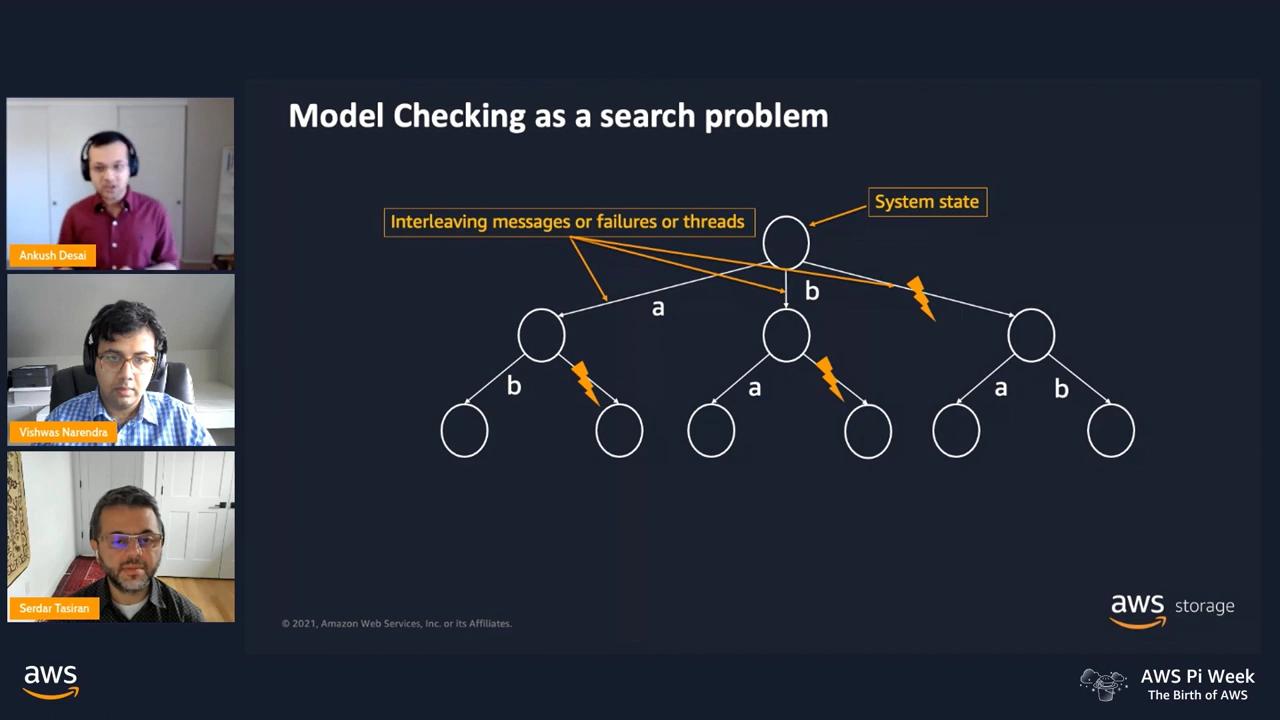 Model Checking as a search problem
System state
Interleaving messages or failures or threads
a
b
b
a
a
b
Ankush Desai
Vishwas Narendra
Serdar Tasiran
© 2021, Amazon Web Services, Inc. or its Affiliates.
aws storage
aws
AWS Pi Week
The Birth of AWS